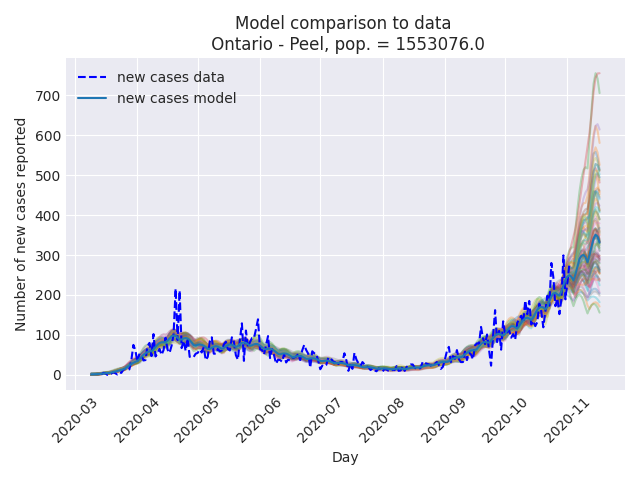 Model comparison to data
Ontario - Peel, pop. = 1553076.0
new cases data
new cases model
Number of new cases reported
700
600
500
400
300
200
100
0
2020-03
2020-04
2020-05
2020-06
2020-07
2020-08
2020-09
2020-10
2020-11
Day